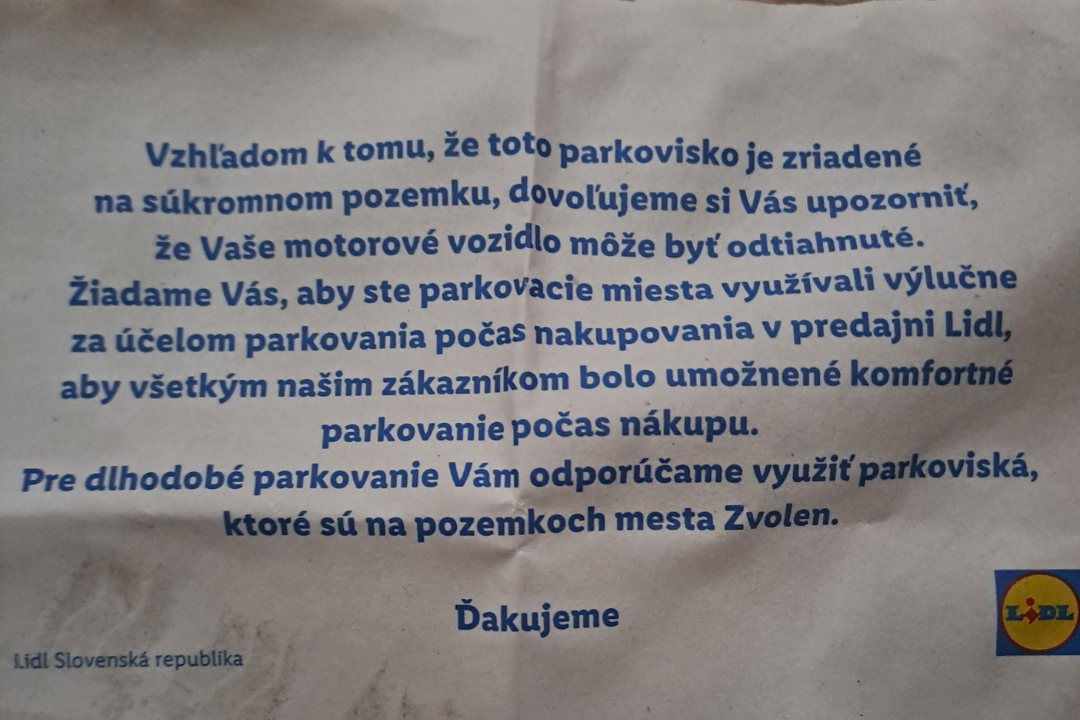 Vzhľadom k tomu, že toto parkovisko je zriadené
na súkromnom pozemku, dovoľujeme si Vás upozorniť,
že Vaše motorové vozidlo môže byť odtiahnuté.
Žiadame Vás, aby ste parkovacie miesta využívali výlučne
za účelom parkovania počas nakupovania v predajni Lidl,
aby všetkým našim zákazníkom bolo umožnené komfortné
parkovanie počas nákupu.
Pre dlhodobé parkovanie Vám odporúčame využiť parkoviská,
ktoré sú na pozemkoch mesta Zvolen.
Ďakujeme
LIDL
Lidl Slovenská republika